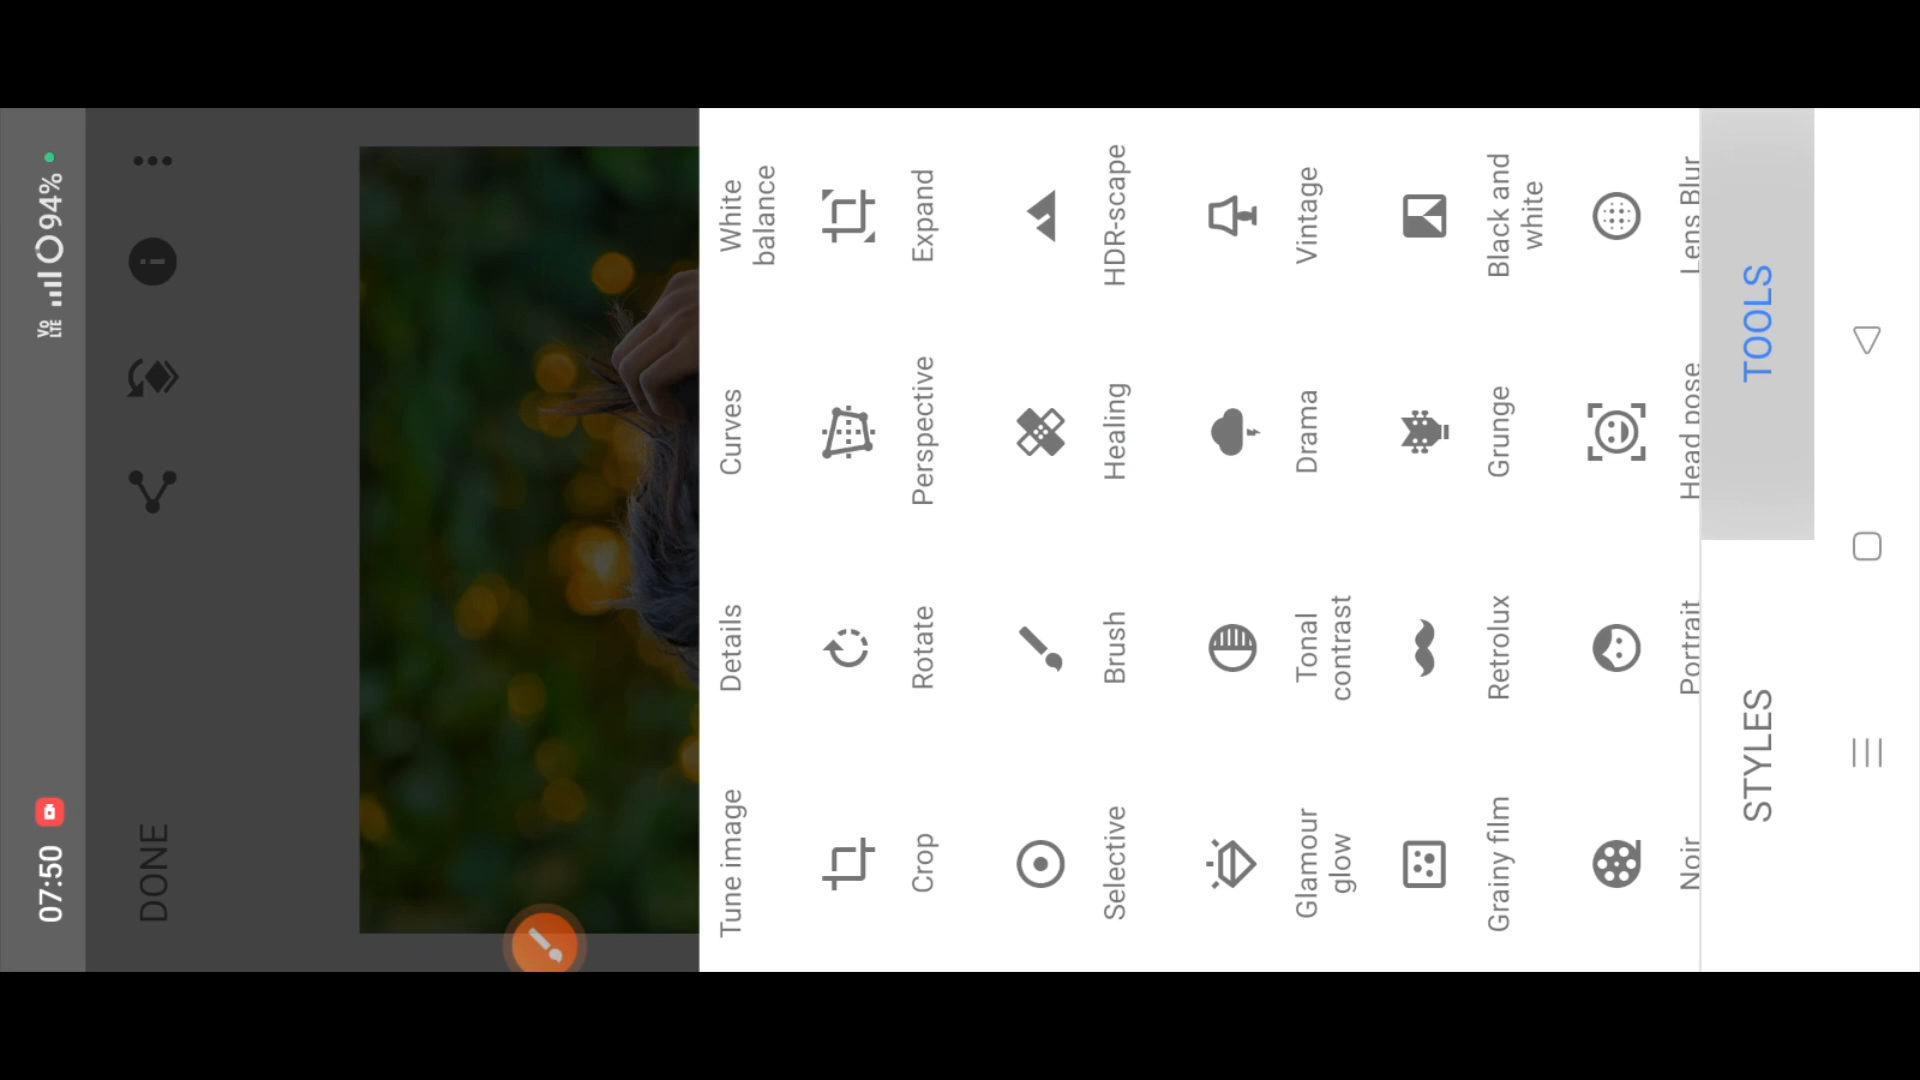 07:50
Vo
LTE
94%
DONE
Tune image
Details
Curves
White
balance
Crop
Rotate
Perspective
Expand
Selective
Brush
Healing
HDR-scape
Glamour
glow
Tonal
contrast
Drama
Vintage
Grainy film
Retrolux
Grunge
Black and
white
Noir
Portrait
Head pose
Lens Blur
STYLES
TOOLS